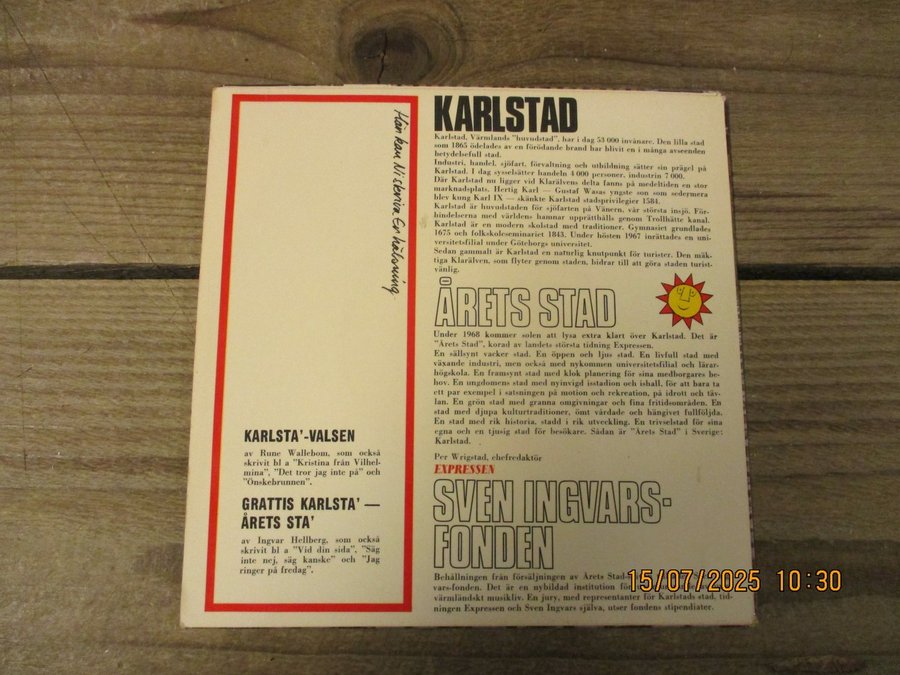 Här kan Ni skriva Er hälsning
KARLSTA'-VALSEN
av Rune Wallebom, som också
skrivit bl a "Kristina från Vilhel-
mina", "Det tror jag inte på" och
"Önskebrunnen".
GRATTIS KARLSTA' —
ÅRETS STA'
av Ingvar Hellberg, som också
skrivit bl a "Vid din sida", "Säg
inte nej, säg kanske" och "Jag
ringer på fredag".
KARLSTAD
Karlstad, Värmlands "huvudstad", har i dag 53 000 invånare. Den lilla stad
som 1865 ödelades av en förödande brand har blivit en i många avseenden
betydelsefull stad.
Industri, handel, sjöfart, förvaltning och utbildning sätter sin prägel på
Karlstad. I dag sysselsätter handeln 4 000 personer, industrin 7 000.
Där Karlstad nu ligger vid Klarälvens delta fanns på medeltiden en stor
marknadsplats. Hertig Karl — Gustaf Wasas yngste son som sedermera
blev kung Karl IX — skänkte Karlstad stadsprivilegier 1584.
Karlstad är huvudstaden för sjöfarten på Vänern, vår största insjö. För-
bindelserna med världens hamnar upprätthålls genom Trollhätte kanal.
Karlstad är en modern skolstad med traditioner. Gymnasiet grundlades
1675 och folkskoleseminariet 1843. Under hösten 1967 inrättades en uni-
versitetsfilial under Göteborgs universitet.
Sedan gammalt är Karlstad en naturlig knutpunkt för turister. Den mäk-
tiga Klarälven, som flyter genom staden, bidrar till att göra staden turist-
vänlig.
ÅRETS STAD
Under 1968 kommer solen att lysa extra klart över Karlstad. Det är
"Årets Stad", korad av landets största tidning Expressen.
En sällsynt vacker stad. En öppen och ljus stad. En livfull stad med
växande industri, men också med nykommen universitetsfilial och lärar-
högskola. En framsynt stad med klok planering för sina medborgares be-
hov. En ungdomens stad med nyinvigd isstadion och ishall, för att bara ta
ett par exempel i satsningen på motion och rekreation, på idrott och täv-
lan. En grön stad med granna omgivningar och fina fritidsområden. En
stad med djupa kulturtraditioner, ömt vårdade och hängivet fullföljda.
En stad med rik historia, stadd i rik utveckling. En trivselstad för sina
egna och en tjusig stad för besökare. Sådan är "Årets Stad" i Sverige:
Karlstad.
Per Wrigstad, chefredaktör
EXPRESSEN
SVEN INGVARS-
FONDEN
Behållningen från försäljningen av Årets Stad-
vars-fonden. Det är en nybildad institution för
värmländskt musikliv. En jury, med representanter för Karlstads stad, tid-
ningen Expressen och Sven Ingvars själva, utser fondens stipendiater.
15/07/2025 10:30